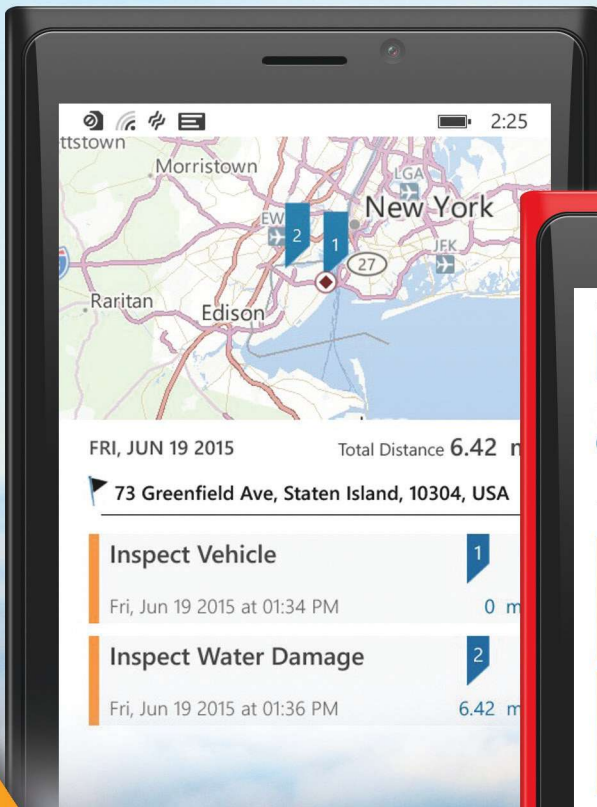 2:25
ttstown
Morristown
LGA
New York
EW
2
1
27
JFK
Raritan
Edison
FRI, JUN 19 2015 Total Distance 6.42 m
73 Greenfield Ave, Staten Island, 10304, USA
Inspect Vehicle 1
Fri, Jun 19 2015 at 01:34 PM 0 m
Inspect Water Damage 2
Fri, Jun 19 2015 at 01:36 PM 6.42 m